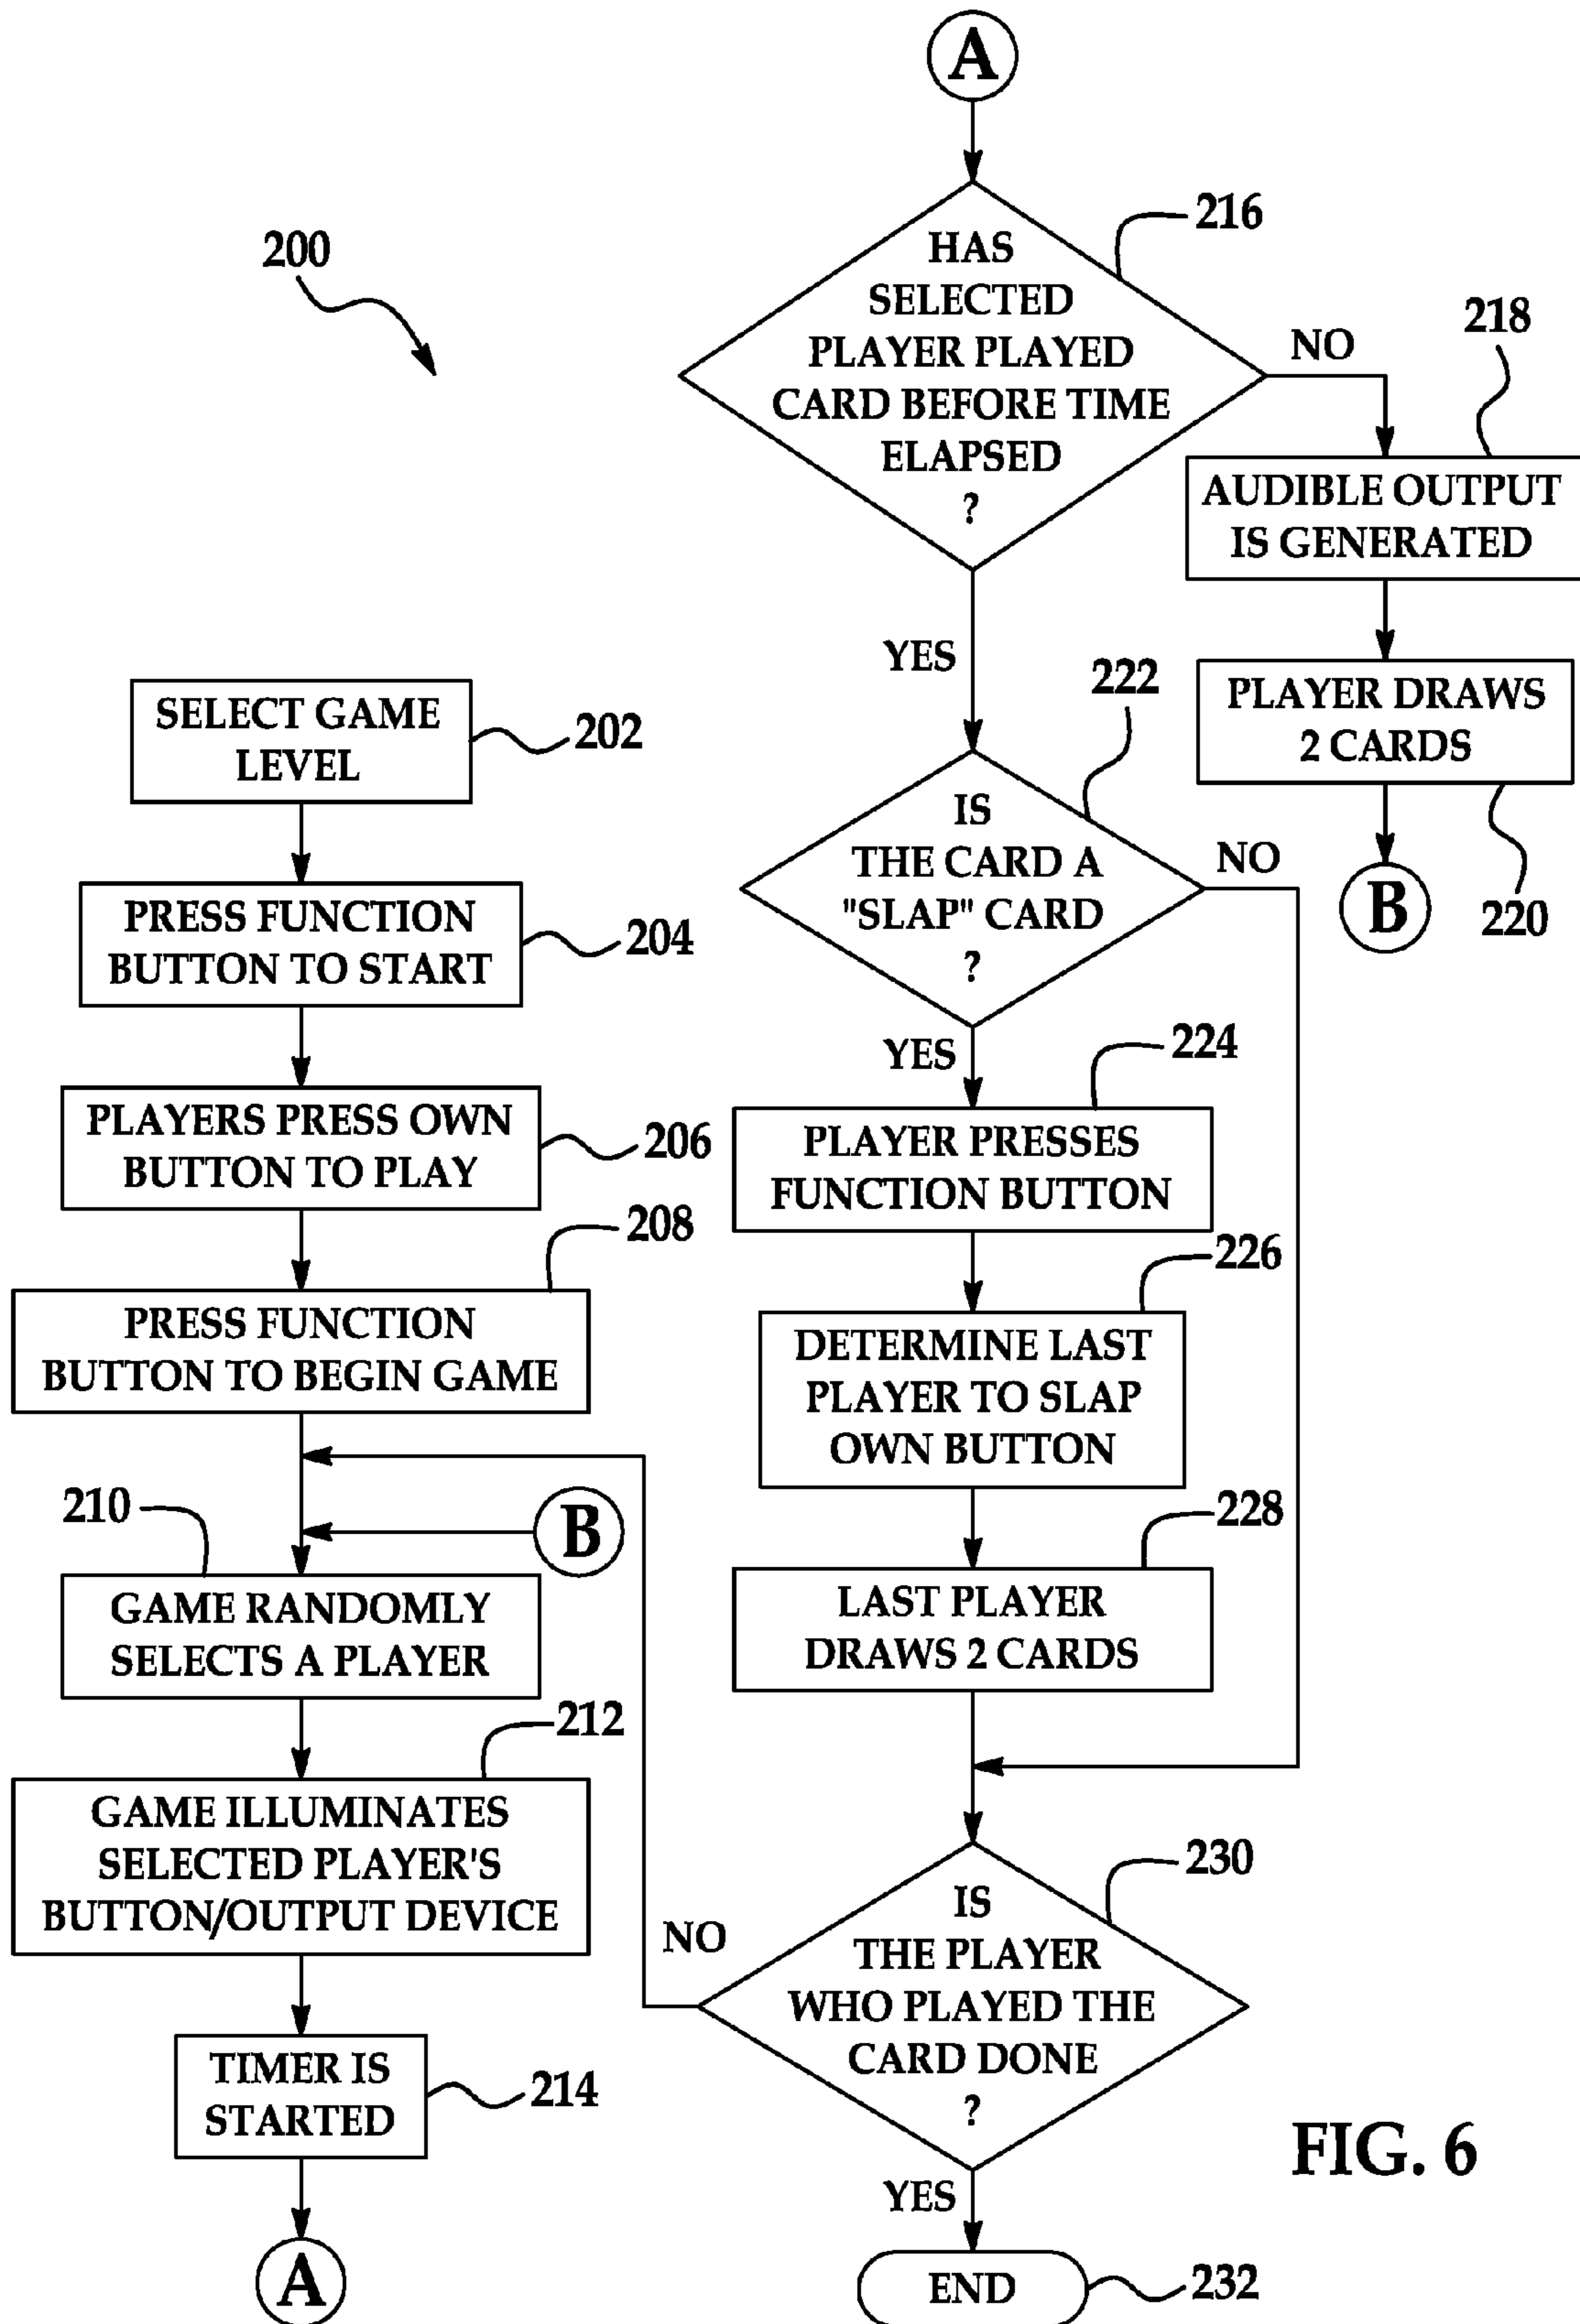 200
SELECT GAME
LEVEL
202
PRESS FUNCTION
BUTTON TO START
204
PLAYERS PRESS OWN
BUTTON TO PLAY
206
208
PRESS FUNCTION
BUTTON TO BEGIN GAME
B
210
GAME RANDOMLY
SELECTS A PLAYER
212
GAME ILLUMINATES
SELECTED PLAYER'S
BUTTON/OUTPUT DEVICE
TIMER IS
STARTED
214
A
A
216
HAS
SELECTED
PLAYER PLAYED
CARD BEFORE TIME
ELAPSED
?
NO
218
AUDIBLE OUTPUT
IS GENERATED
PLAYER DRAWS
2 CARDS
220
B
YES
222
IS
THE CARD A
"SLAP" CARD
?
NO
YES
224
PLAYER PRESSES
FUNCTION BUTTON
226
DETERMINE LAST
PLAYER TO SLAP
OWN BUTTON
228
LAST PLAYER
DRAWS 2 CARDS
230
IS
THE PLAYER
WHO PLAYED THE
CARD DONE
?
NO
YES
END
232
FIG. 6